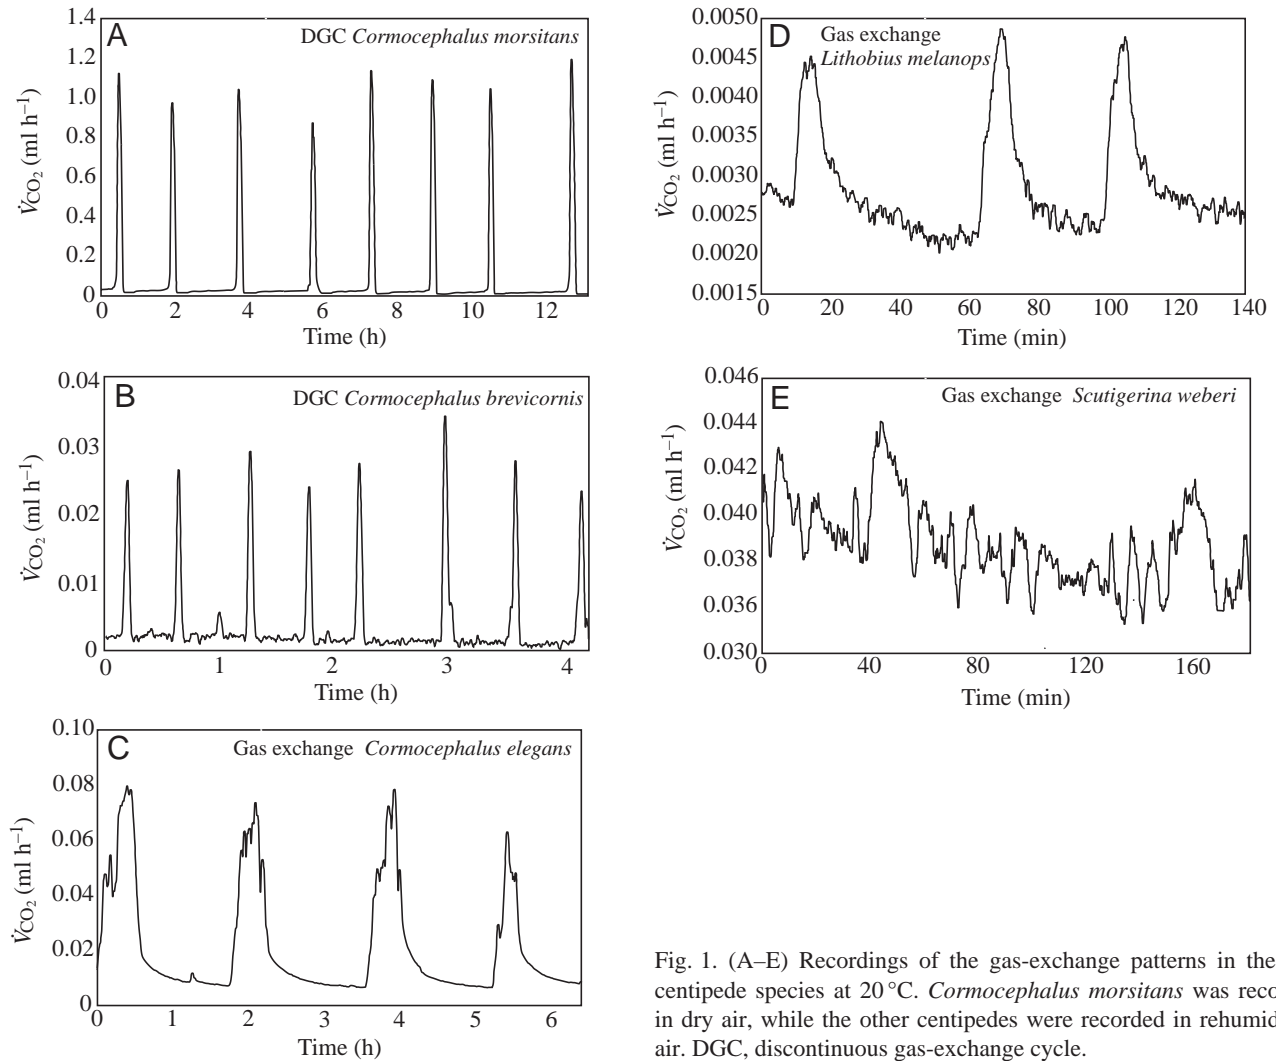 A
DGC Cormocephalus morsitans
1.4
1.2
1.0
0.8
0.6
0.4
0.2
0
V̇CO₂ (ml h⁻¹)
0 2 4 6 8 10 12
Time (h)
B
DGC Cormocephalus brevicornis
0.04
0.03
0.02
0.01
0
V̇CO₂ (ml h⁻¹)
0 1 2 3 4
Time (h)
C
Gas exchange Cormocephalus elegans
0.10
0.08
0.06
0.04
0.02
0
V̇CO₂ (ml h⁻¹)
0 1 2 3 4 5 6
Time (h)
D
Gas exchange
Lithobius melanops
0.0050
0.0045
0.0040
0.0035
0.0030
0.0025
0.0020
0.0015
V̇CO₂ (ml h⁻¹)
0 20 40 60 80 100 120 140
Time (min)
E
Gas exchange Scutigerina weberi
0.046
0.044
0.042
0.040
0.038
0.036
0.030
V̇CO₂ (ml h⁻¹)
0 40 80 120 160
Time (min)
Fig. 1. (A–E) Recordings of the gas-exchange patterns in the
centipede species at 20 °C. Cormocephalus morsitans was reco
in dry air, while the other centipedes were recorded in rehumid
air. DGC, discontinuous gas-exchange cycle.